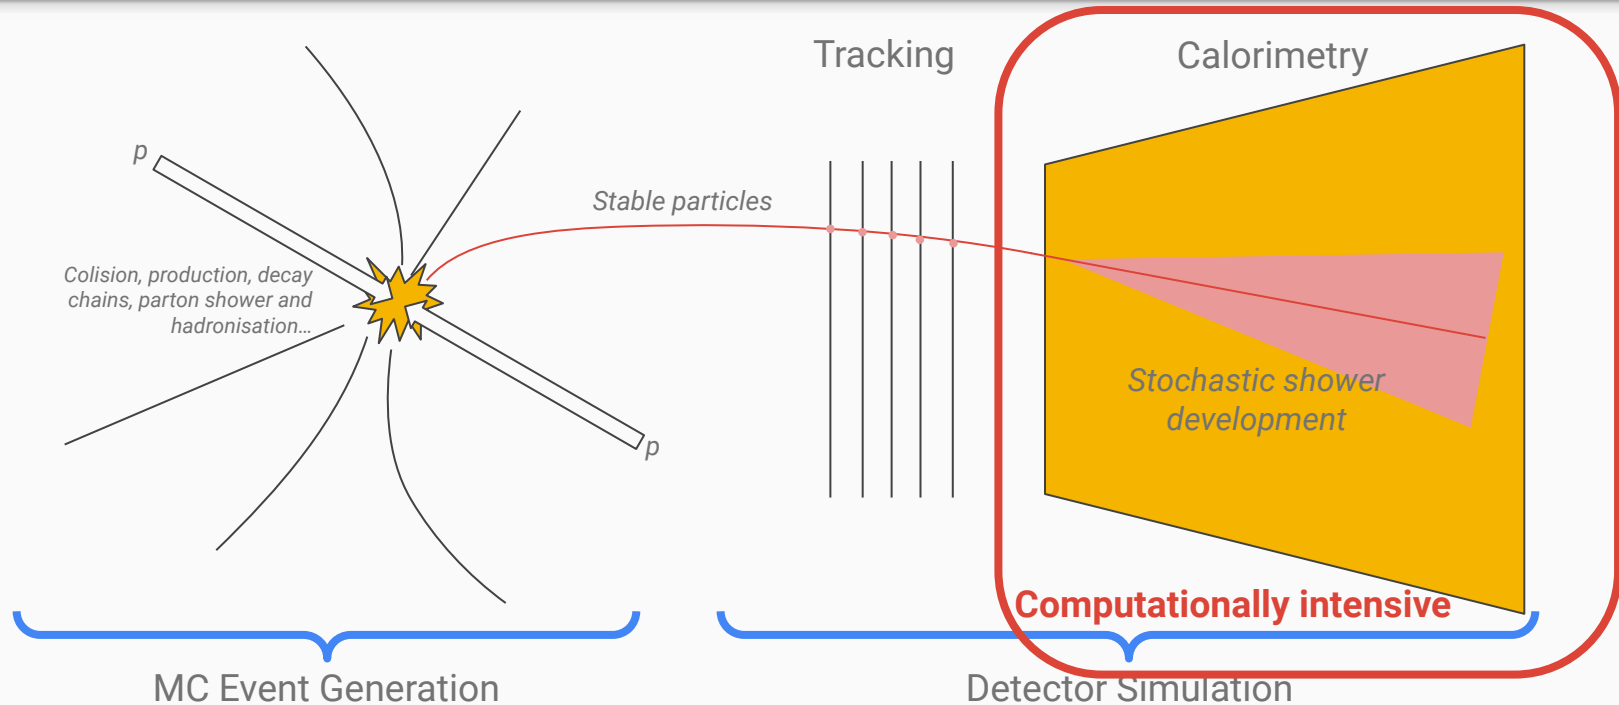 Tracking
Calorimetry
p
Stable particles
Colision, production, decay
chains, parton shower and
hadronisation…
Stochastic shower
development
p
Computationally intensive
MC Event Generation
Detector Simulation